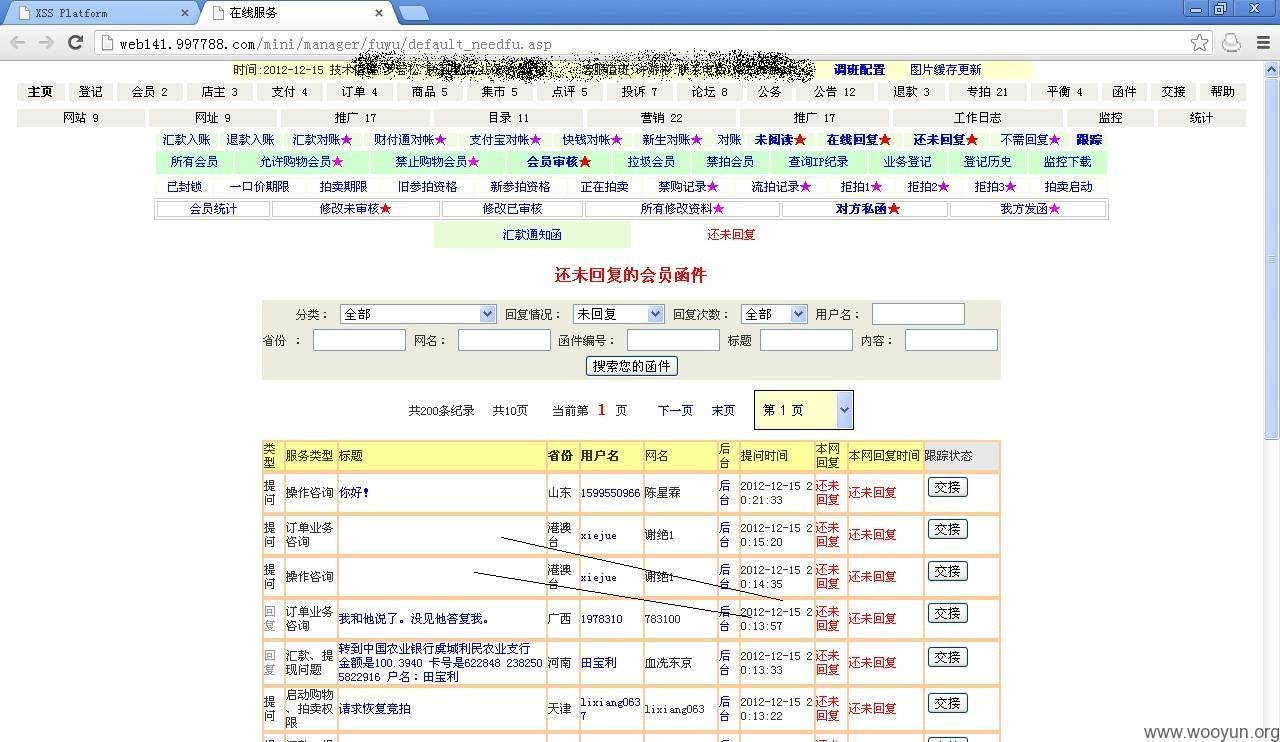 XSS Platform
在线服务
web141.997788.com/mini/manager/fuwu/default_needfu.asp
时间:2012-12-15 技术 调班配置 图片缓存更新
主页 登记 会员 2 店主 3 支付 4 订单 4 商品 5 集市 5 点评 5 投诉 7 论坛 8 公务 公告 12 退款 3 专拍 21 平衡 4 函件 交接 帮助
网站 9 网址 9 推广 17 目录 11 营销 22 推广 17 工作日志 监控 统计
汇款入账 退款入账 汇款对帐★ 财付通对帐★ 支付宝对帐★ 快钱对帐★ 新生对帐★ 对账 未阅读★ 在线回复★ 还未回复★ 不需回复★ 跟踪
所有会员 允许购物会员★ 禁止购物会员★ 会员审核★ 垃圾会员 禁拍会员 查询IP纪录 业务登记 登记历史 监控下载
已封锁 一口价期限 拍卖期限 旧参拍资格 新参拍资格 正在拍卖 禁购记录★ 流拍记录★ 拒拍1★ 拒拍2★ 拒拍3★ 拍卖启动
会员统计 修改未审核★ 修改已审核 所有修改资料★ 对方私函★ 我方发函★
汇款通知函 还未回复
还未回复的会员函件
分类： 全部 回复情况： 未回复 回复次数： 全部 用户名：
省份 ： 网名： 函件编号： 标题 内容：
搜索您的函件
共200条纪录 共10页 当前第 1 页 下一页 末页 第 1 页
类型 服务类型 标题 省份 用户名 网名 后台 提问时间 本网回复 本网回复时间 跟踪状态
提问 操作咨询 你好! 山东 1599550966 陈星霖 后台 2012-12-15 20:21:33 还未回复 还未回复 交接
提问 订单业务咨询 港澳台 xiejue 谢绝1 后台 2012-12-15 20:15:20 还未回复 还未回复 交接
提问 操作咨询 港澳台 xiejue 谢绝1 后台 2012-12-15 20:14:35 还未回复 还未回复 交接
回复 订单业务咨询 我和他说了。没见他答复我。 广西 1978310 783100 后台 2012-12-15 20:13:57 还未回复 还未回复 交接
回复 汇款、提现问题 转到中国农业银行虞城利民农业支行 金额是100.3940 卡号是622848 2382505822916 户名：田宝利 河南 田宝利 血洗东京 后台 2012-12-15 20:13:33 还未回复 还未回复 交接
提问 启动购物、拍卖权限 请求恢复竞拍 天津 lixiang0637 lixiang063 后台 2012-12-15 20:13:22 还未回复 还未回复 交接
www.wooyun.org